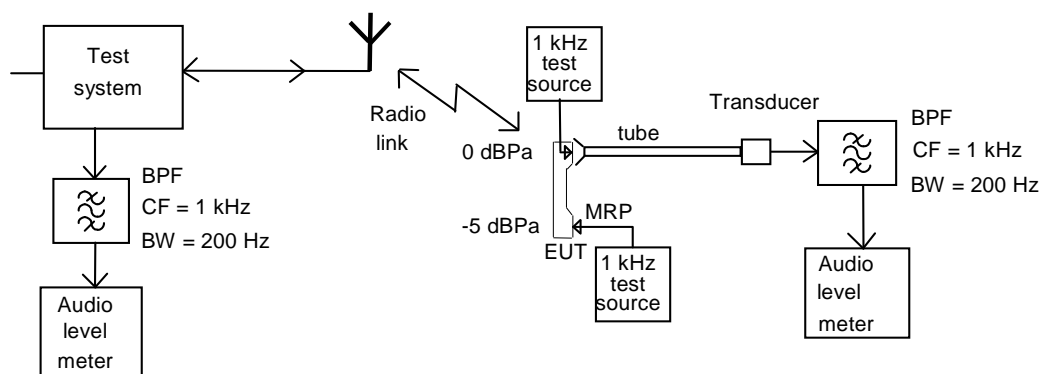 Test
system
BPF
CF = 1 kHz
BW = 200 Hz
Audio
level
meter
Radio
link
1 kHz
test
source
0 dBPa
tube
Transducer
BPF
CF = 1 kHz
BW = 200 Hz
-5 dBPa
MRP
EUT
1 kHz
test
source
Audio
level
meter